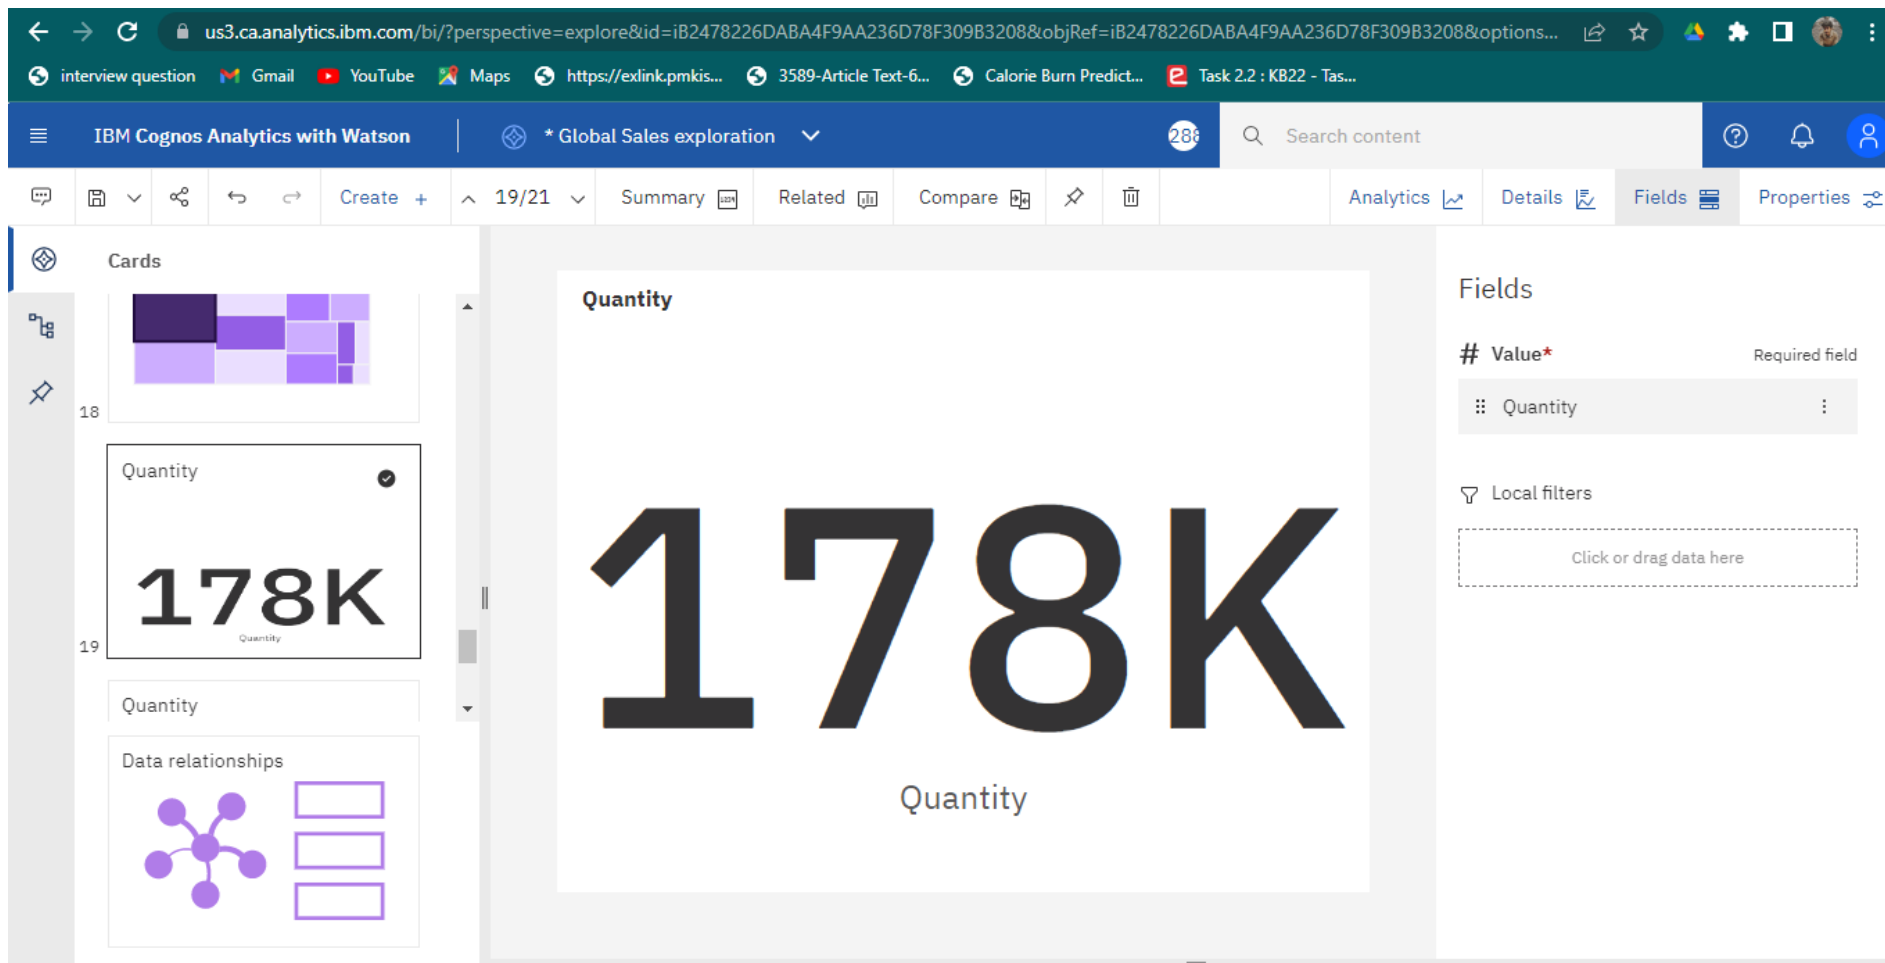 us3.ca.analytics.ibm.com/bi/?perspective=explore&id=iB2478226DABA4F9AA236D78F309B3208&objRef=iB2478226DABA4F9AA236D78F309B3208&options...
interview question Gmail YouTube Maps https://exlink.pmkis... 3589-Article Text-6... Calorie Burn Predict... Task 2.2 : KB22 - Tas...
IBM Cognos Analytics with Watson * Global Sales exploration 288 Search content
Create + 19/21 Summary Related Compare Analytics Details Fields Properties
Cards
18
Quantity
178K
Quantity
19
Quantity
Data relationships
Quantity
178K
Quantity
Fields
# Value* Required field
Quantity
Local filters
Click or drag data here